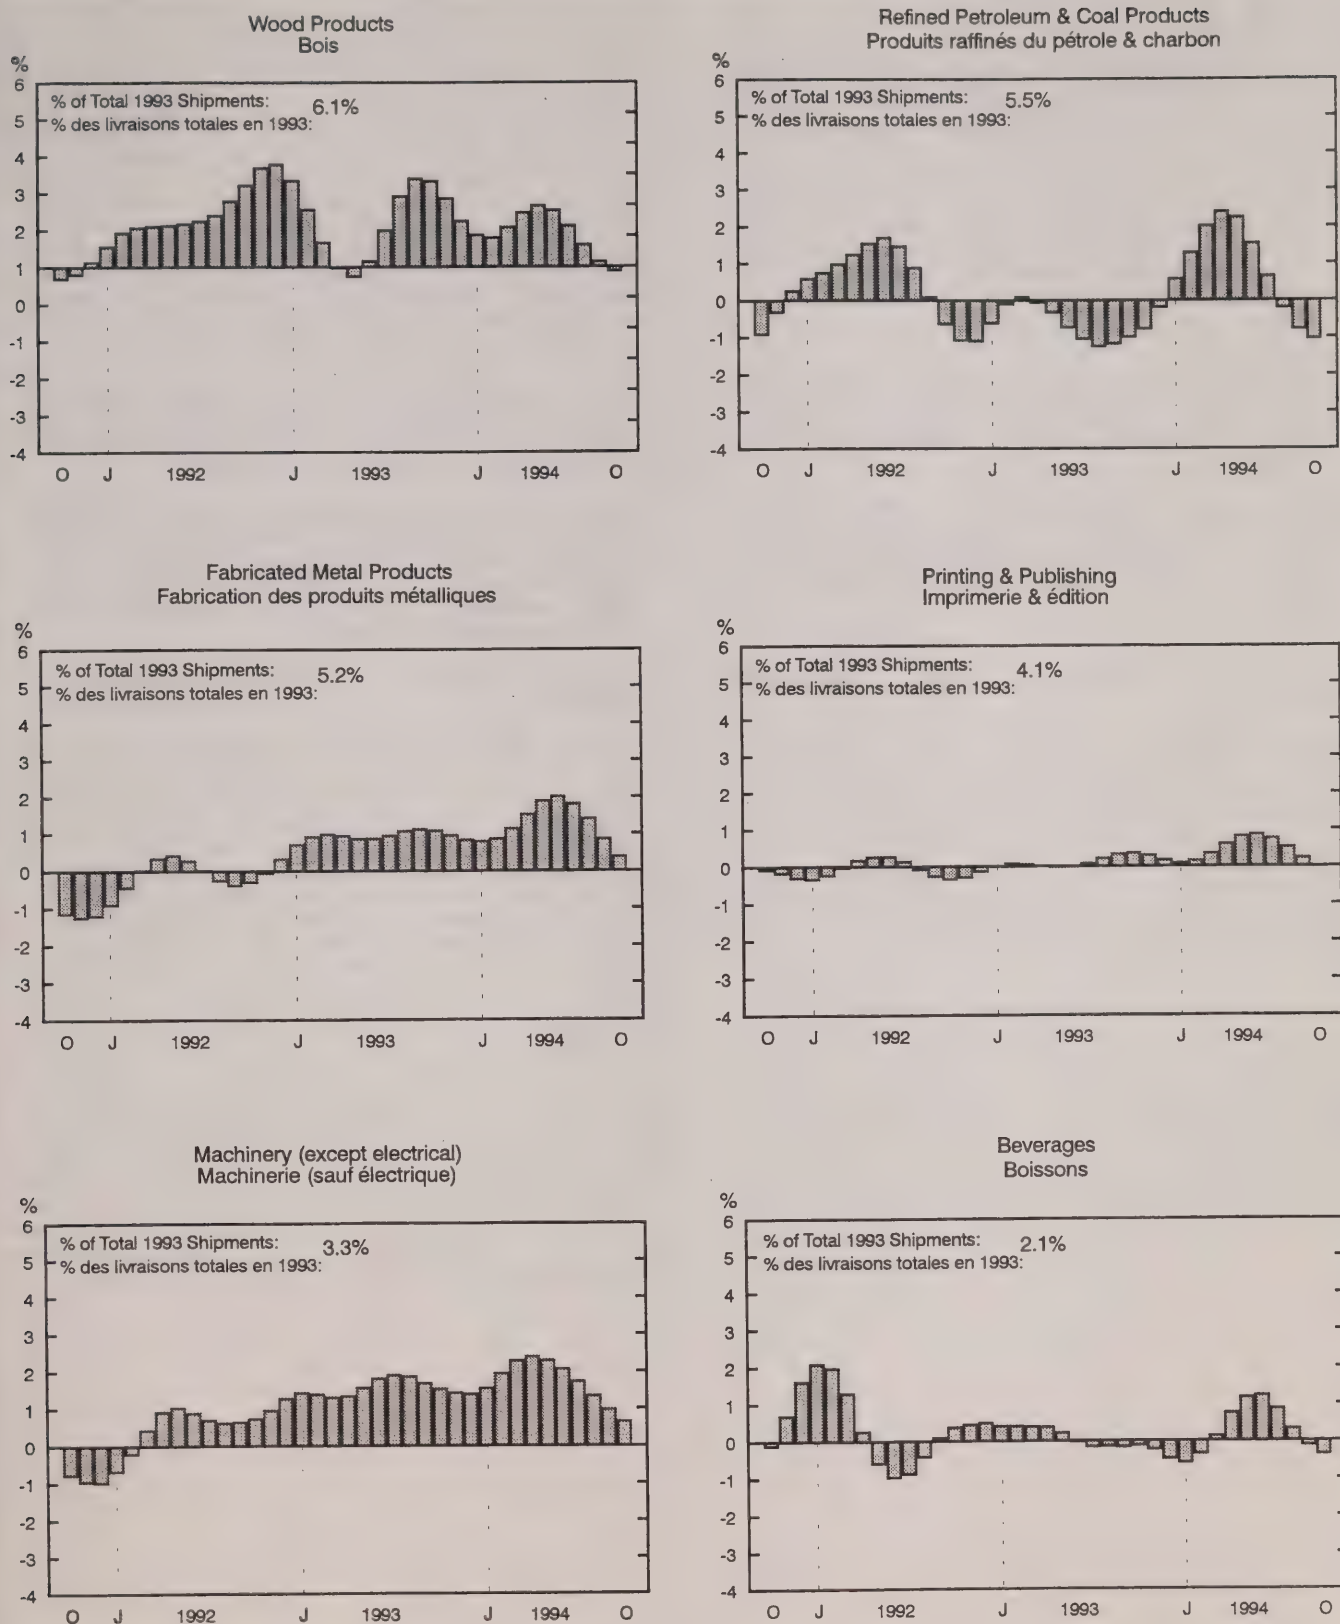 Wood Products
Bois
%
% of Total 1993 Shipments: 6.1%
% des livraisons totales en 1993:
6
5
4
3
2
1
0
-1
-2
-3
-4
O J 1992 J 1993 J 1994 O
Refined Petroleum & Coal Products
Produits raffinés du pétrole & charbon
%
% of Total 1993 Shipments: 5.5%
% des livraisons totales en 1993:
6
5
4
3
2
1
0
-1
-2
-3
-4
O J 1992 J 1993 J 1994 O
Fabricated Metal Products
Fabrication des produits métalliques
%
% of Total 1993 Shipments: 5.2%
% des livraisons totales en 1993:
6
5
4
3
2
1
0
-1
-2
-3
-4
O J 1992 J 1993 J 1994 O
Printing & Publishing
Imprimerie & édition
%
% of Total 1993 Shipments: 4.1%
% des livraisons totales en 1993:
6
5
4
3
2
1
0
-1
-2
-3
-4
O J 1992 J 1993 J 1994 O
Machinery (except electrical)
Machinerie (sauf électrique)
%
% of Total 1993 Shipments: 3.3%
% des livraisons totales en 1993:
6
5
4
3
2
1
0
-1
-2
-3
-4
O J 1992 J 1993 J 1994 O
Beverages
Boissons
%
% of Total 1993 Shipments: 2.1%
% des livraisons totales en 1993:
6
5
4
3
2
1
0
-1
-2
-3
-4
O J 1992 J 1993 J 1994 O